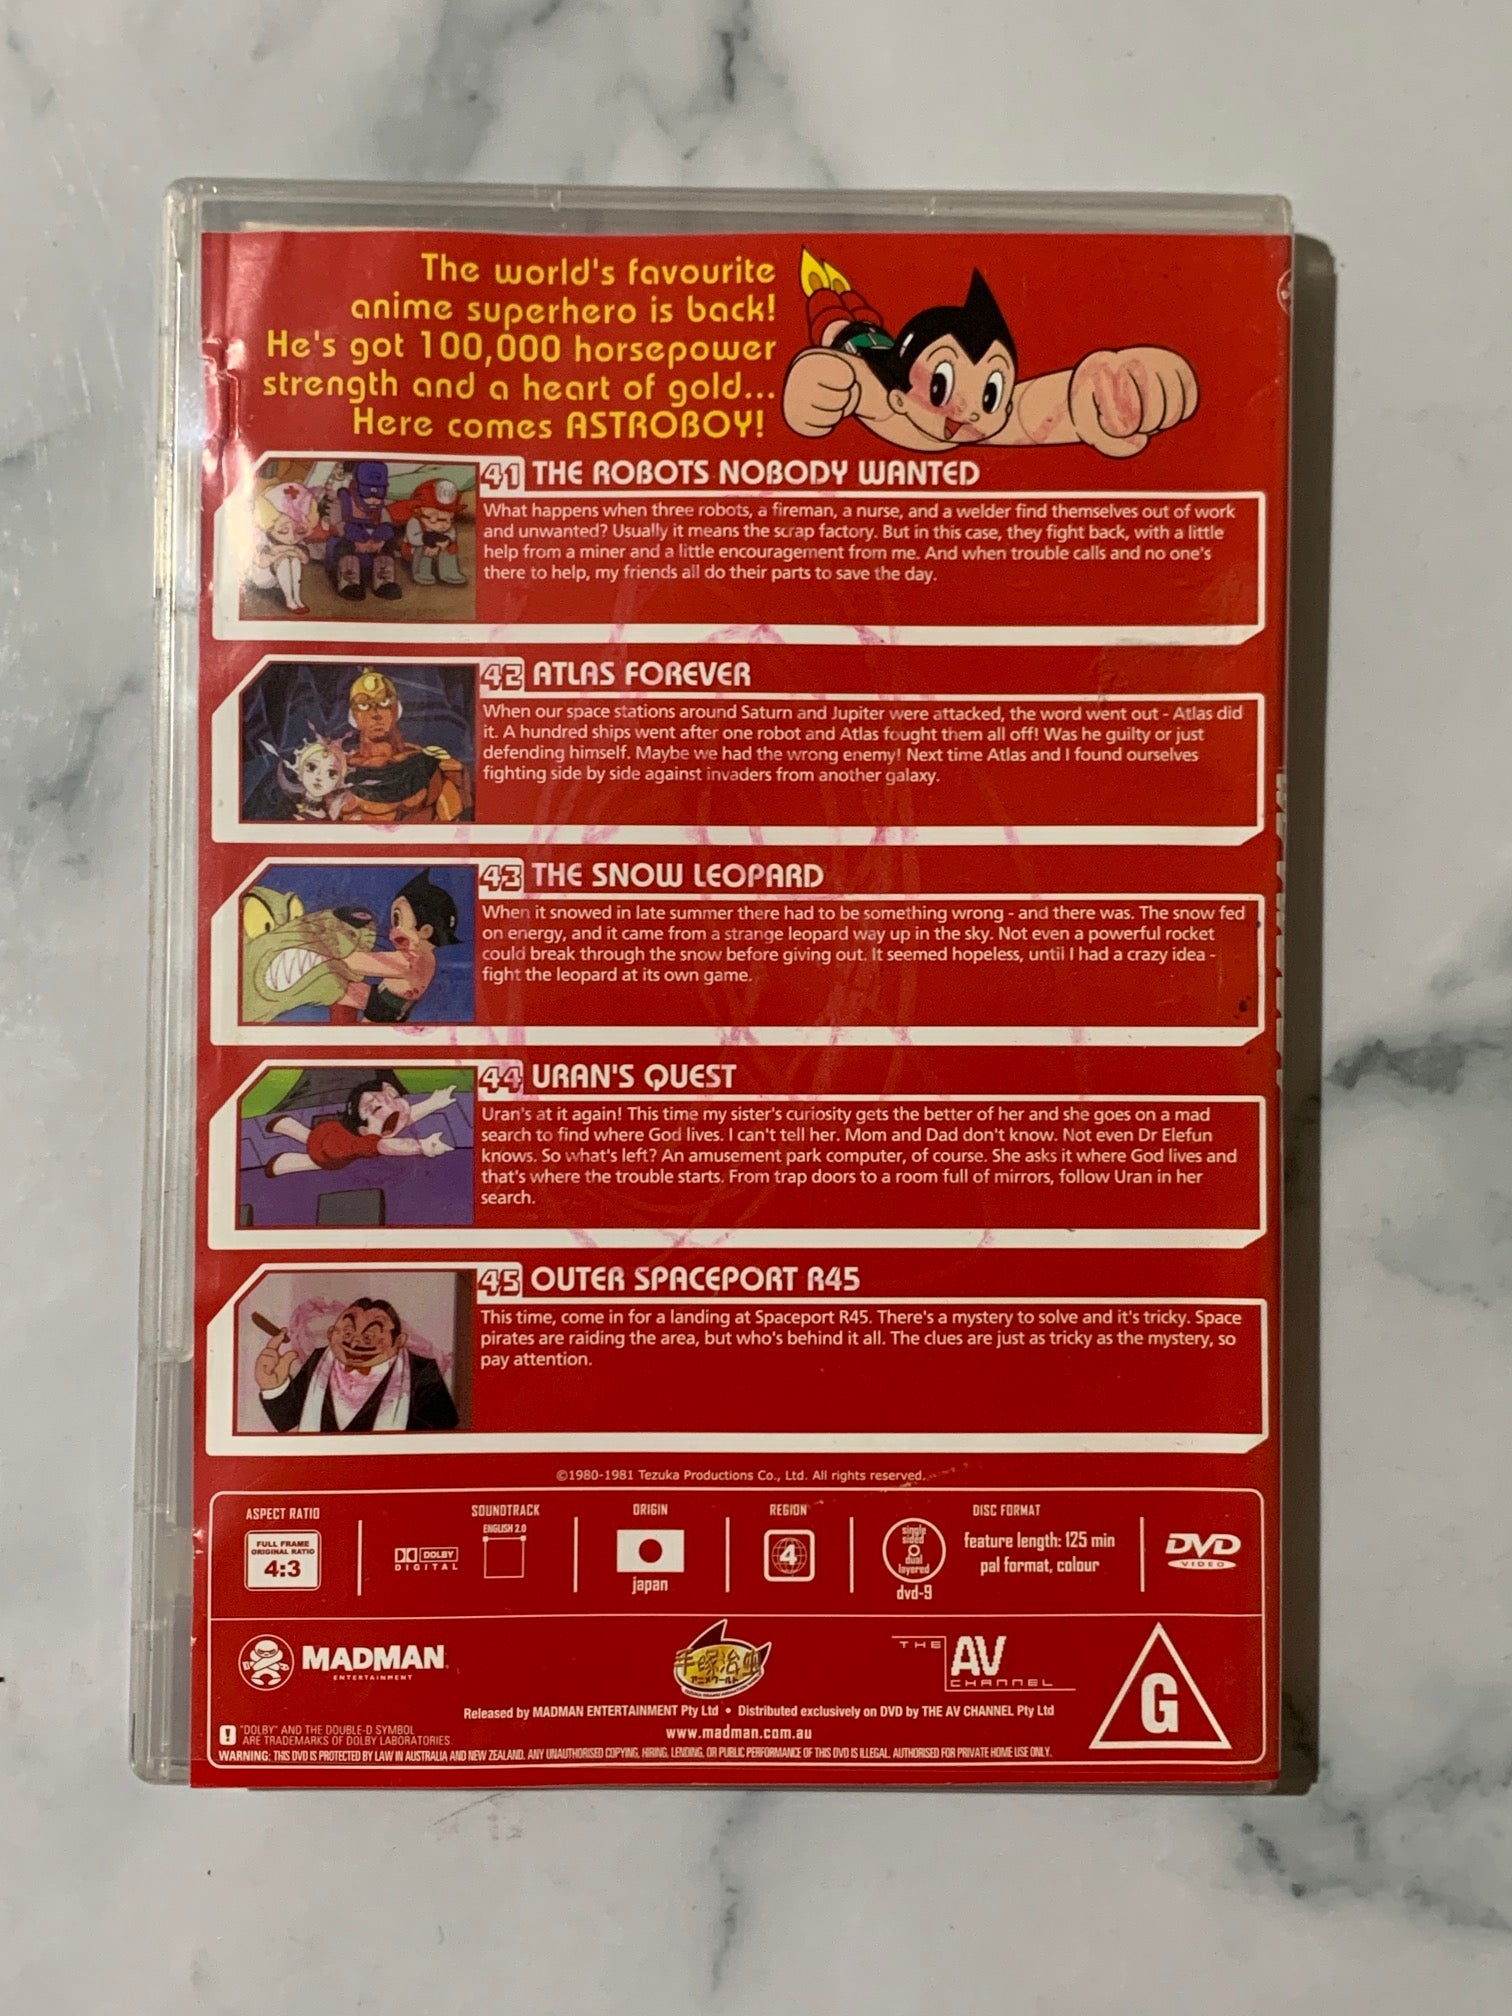 The world's favourite
anime superhero is back!
He's got 100,000 horsepower
strength and a heart of gold...
Here comes ASTROBOY!
41 THE ROBOTS NOBODY WANTED
What happens when three robots, a fireman, a nurse, and a welder find themselves out of work
and unwanted? Usually it means the scrap factory. But in this case, they fight back, with a little
help from a miner and a little encouragement from me. And when trouble calls and no one's
there to help, my friends all do their parts to save the day.
42 ATLAS FOREVER
When our space stations around Saturn and Jupiter were attacked, the word went out - Atlas did
it. A hundred ships went after one robot and Atlas fought them all off! Was he guilty or just
defending himself. Maybe we had the wrong enemy! Next time Atlas and I found ourselves
fighting side by side against invaders from another galaxy.
43 THE SNOW LEOPARD
When it snowed in late summer there had to be something wrong - and there was. The snow fed
on energy, and it came from a strange leopard way up in the sky. Not even a powerful rocket
could break through the snow before giving out. It seemed hopeless, until I had a crazy idea -
fight the leopard at its own game.
44 URAN'S QUEST
Uran's at it again! This time my sister's curiosity gets the better of her and she goes on a mad
search to find where God lives. I can't tell her. Mom and Dad don't know. Not even Dr Elefun
knows. So what's left? An amusement park computer, of course. She asks it where God lives and
that's where the trouble starts. From trap doors to a room full of mirrors, follow Uran in her
search.
45 OUTER SPACEPORT R45
This time, come in for a landing at Spaceport R45. There's a mystery to solve and it's tricky. Space
pirates are raiding the area, but who's behind it all. The clues are just as tricky as the mystery, so
pay attention.
©1980-1981 Tezuka Productions Co., Ltd. All rights reserved.
ASPECT RATIO
FULL FRAME
ORIGINAL RATIO
4:3
DOLBY
DIGITAL
SOUNDTRACK
ENGLISH 2.0
ORIGIN
japan
REGION
4
DISC FORMAT
single
sided
dual
layered
dvd-9
feature length: 125 min
pal format, colour
DVD
VIDEO
MADMAN
ENTERTAINMENT
手塚治虫
アニメワールド
THE
AV
CHANNEL
G
Released by MADMAN ENTERTAINMENT Pty Ltd • Distributed exclusively on DVD by THE AV CHANNEL Pty Ltd
www.madman.com.au
! "DOLBY" AND THE DOUBLE-D SYMBOL
ARE TRADEMARKS OF DOLBY LABORATORIES.
WARNING: THIS DVD IS PROTECTED BY LAW IN AUSTRALIA AND NEW ZEALAND. ANY UNAUTHORISED COPYING, HIRING, LENDING, OR PUBLIC PERFORMANCE OF THIS DVD IS ILLEGAL. AUTHORISED FOR PRIVATE HOME USE ONLY.